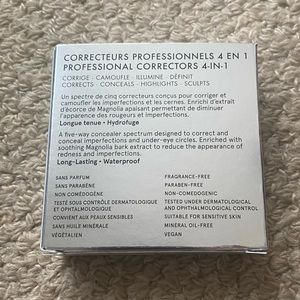 CORRECTEURS PROFESSIONNELS 4 EN 1
PROFESSIONAL CORRECTORS 4-IN-1
CORRIGE · CAMOUFLE · ILLUMINE · DÉFINIT
CORRECTS · CONCEALS · HIGHLIGHTS · SCULPTS
Un spectre de cinq correcteurs conçus pour corriger et
camoufler les imperfections et les cernes. Enrichi d'extrait
d'écorce de Magnolia apaisant afin de diminuer
l'apparence des rougeurs et imperfections.
Longue tenue · Hydrofuge
A five-way concealer spectrum designed to correct and
conceal imperfections and under-eye circles. Enriched with
soothing Magnolia bark extract to reduce the appearance of
redness and imperfections.
Long-Lasting · Waterproof
SANS PARFUM FRAGRANCE-FREE
SANS PARABÈNE PARABEN-FREE
NON COMÉDOGÈNE NON-COMEDOGENIC
TESTÉ SOUS CONTRÔLE DERMATOLOGIQUE TESTED UNDER DERMATOLOGICAL
ET OPHTALMOLOGIQUE AND OPHTHALMOLOGICAL CONTROL
CONVIENT AUX PEAUX SENSIBLES SUITABLE FOR SENSITIVE SKIN
SANS HUILE MINÉRALE MINERAL OIL-FREE
VÉGÉTALIEN VEGAN